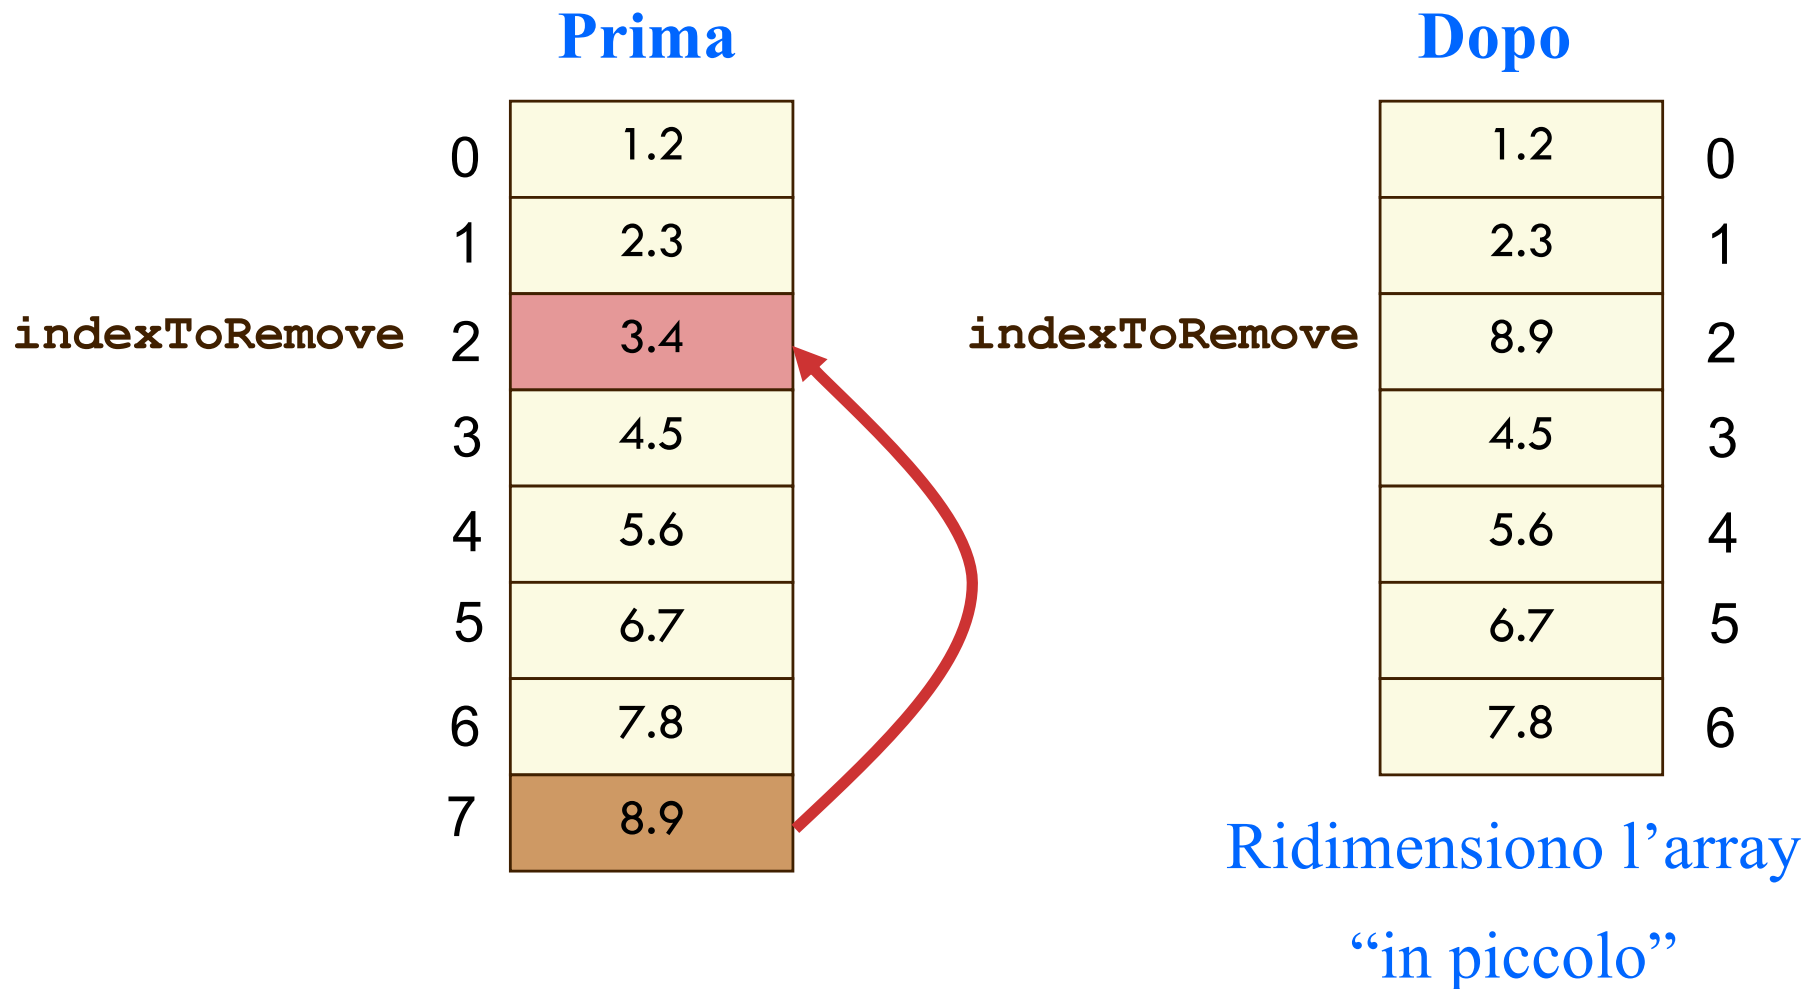 Prima Dopo
0 1.2 1.2 0
1 2.3 2.3 1
indexToRemove 2 3.4 indexToRemove 8.9 2
3 4.5 4.5 3
4 5.6 5.6 4
5 6.7 6.7 5
6 7.8 7.8 6
7 8.9
Ridimensiono l’array
“in piccolo”